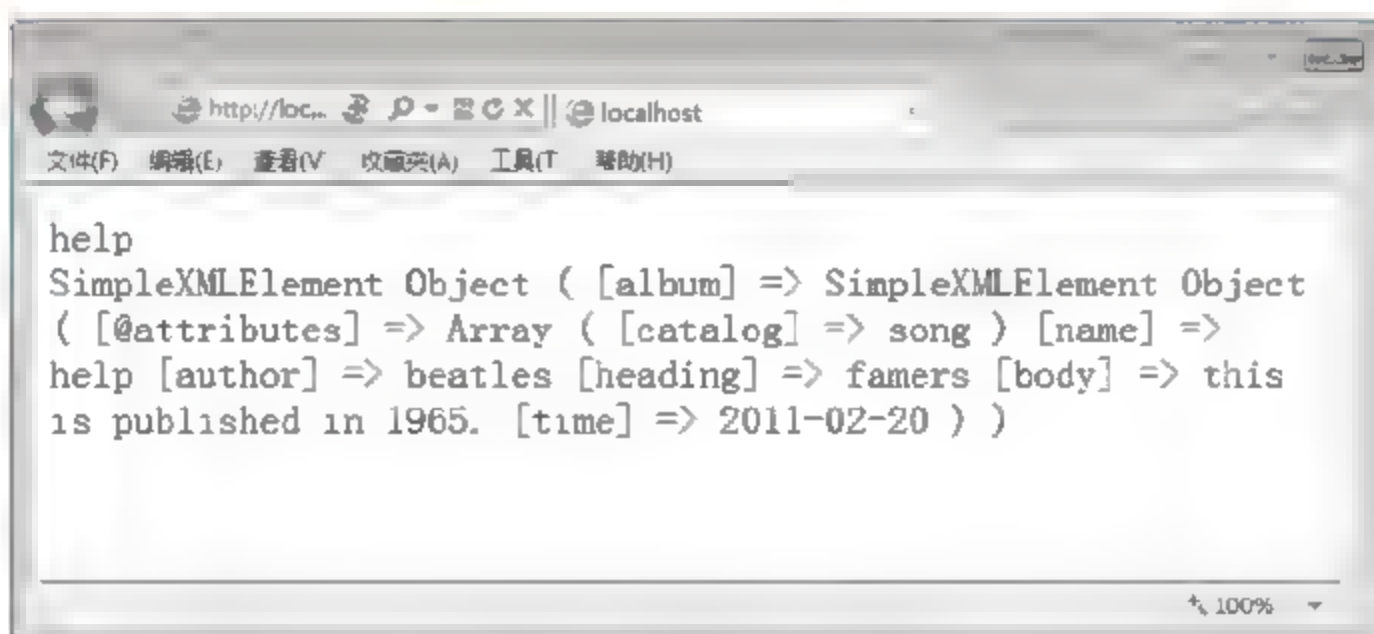 http://loc... localhost
文件(F) 编辑(E) 查看(V 收藏夹(A) 工具(T 帮助(H)
help
SimpleXMLElement Object ( [album] => SimpleXMLElement Object
( [@attributes] => Array ( [catalog] => song ) [name] =>
help [author] => beatles [heading] => famers [body] => this
is published in 1965. [time] => 2011-02-20 ) )
100%